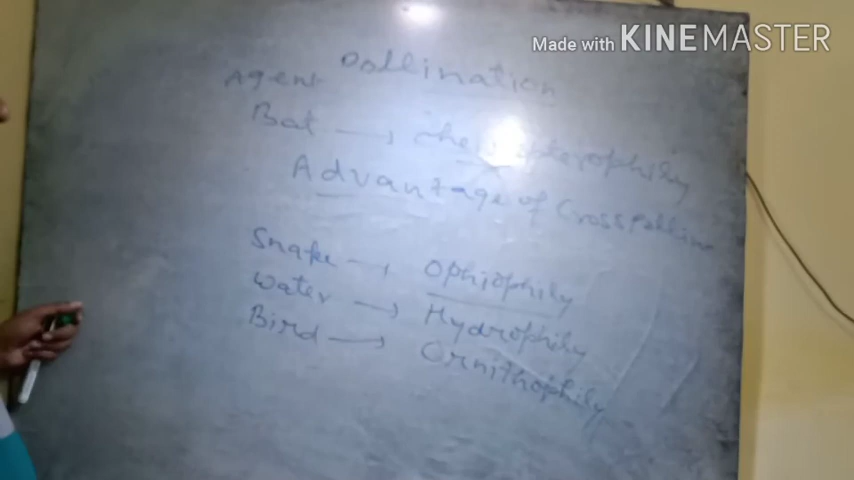 Made with KINEMASTER
Pollination
Agent
Bat →
Advantage of Cross
Snake → Ophiophily
Water → Hydrophily
Bird → Ornithophily